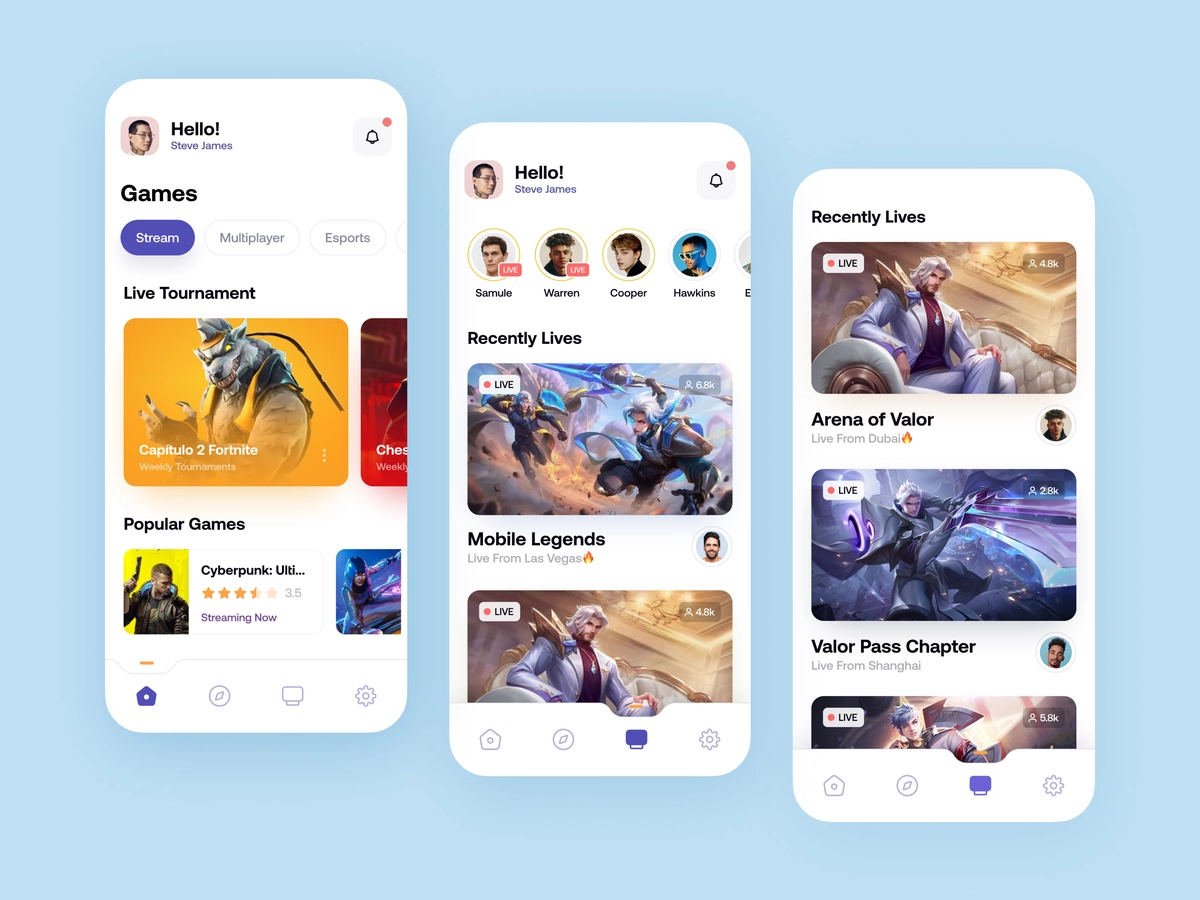 Hello!
Steve James
Games
Stream
Multiplayer
Esports
Live Tournament
Capítulo 2 Fortnite
Weekly Tournaments
Ches
Weekly
Popular Games
Cyberpunk: Ulti...
3.5
Streaming Now
Hello!
Steve James
LIVE
LIVE
Samule
Warren
Cooper
Hawkins
E
Recently Lives
LIVE
6.8k
Mobile Legends
Live From Las Vegas🔥
LIVE
4.8k
Recently Lives
LIVE
4.8k
Arena of Valor
Live From Dubai🔥
LIVE
2.8k
Valor Pass Chapter
Live From Shanghai
LIVE
5.8k